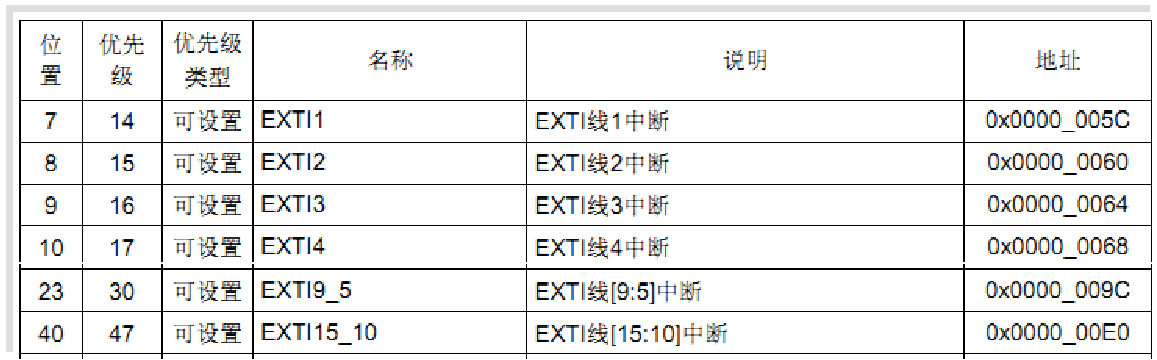 位置 优先级 优先级类型 名称 说明 地址
7 14 可设置 EXTI1 EXTI线1中断 0x0000_005C
8 15 可设置 EXTI2 EXTI线2中断 0x0000_0060
9 16 可设置 EXTI3 EXTI线3中断 0x0000_0064
10 17 可设置 EXTI4 EXTI线4中断 0x0000_0068
23 30 可设置 EXTI9_5 EXTI线[9:5]中断 0x0000_009C
40 47 可设置 EXTI15_10 EXTI线[15:10]中断 0x0000_00E0